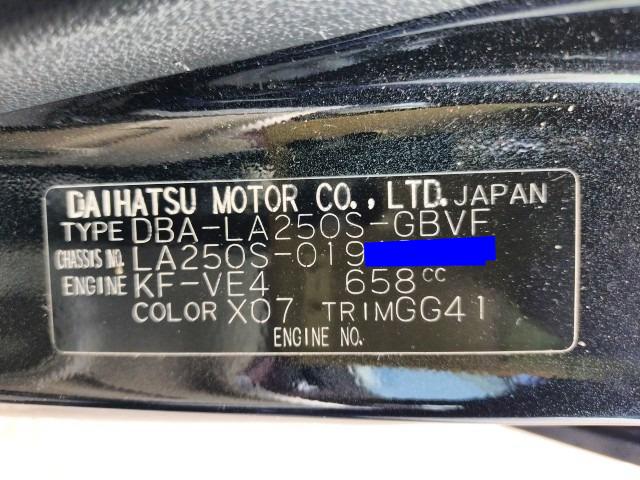 DAIHATSU MOTOR CO., LTD. JAPAN
TYPE DBA-LA250S-GBVF
CHASSIS NO. LA250S-019
ENGINE KF-VE4 658cc
COLOR X07 TRIM GG41
ENGINE NO.